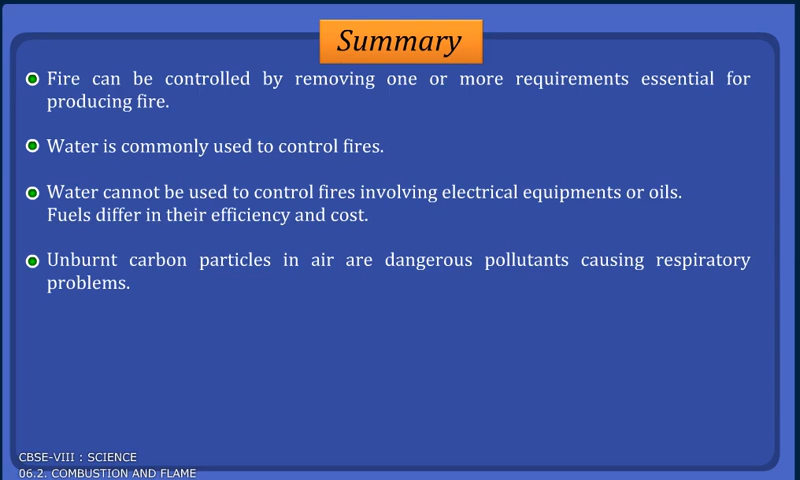 Summary
Fire can be controlled by removing one or more requirements essential for
producing fire.
Water is commonly used to control fires.
Water cannot be used to control fires involving electrical equipments or oils.
Fuels differ in their efficiency and cost.
Unburnt carbon particles in air are dangerous pollutants causing respiratory
problems.
CBSE-VIII : SCIENCE
06.2. COMBUSTION AND FLAME